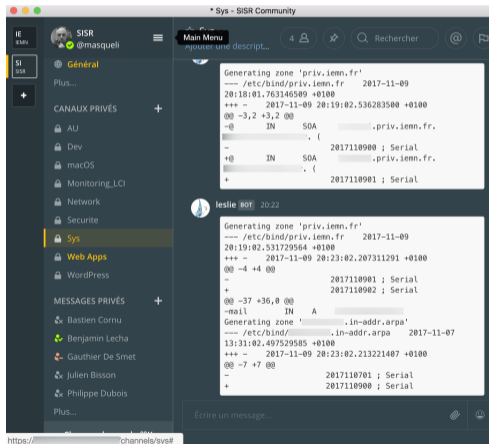 * Sys - SISR Community
IE
IEMN
SI
SISR
+
SISR
@masqueli
Main Menu
Ajouter une descript...
4
Rechercher
@
Général
Plus...
CANAUX PRIVÉS +
AU
Dev
macOS
Monitoring_LCI
Network
Securite
Sys
Web Apps
WordPress
MESSAGES PRIVÉS +
Bastien Cornu
Benjamin Lecha
Gauthier De Smet
Julien Bisson
Philippe Dubois
Plus...
Generating zone 'priv.iemn.fr'
--- /etc/bind/priv.iemn.fr 2017-11-09
20:18:01.763146509 +0100
+++ - 2017-11-09 20:19:02.536283500 +0100
@@ -3,2 +3,2 @@
-@ IN SOA .priv.iemn.fr.
. (
- 2017110900 ; Serial
+@ IN SOA .priv.iemn.fr.
. (
+ 2017110901 ; Serial
leslie BOT 20:22
Generating zone 'priv.iemn.fr'
--- /etc/bind/priv.iemn.fr 2017-11-09
20:19:02.531729564 +0100
+++ - 2017-11-09 20:23:02.207311291 +0100
@@ -4 +4 @@
- 2017110901 ; Serial
+ 2017110902 ; Serial
@@ -37 +36,0 @@
-mail IN A
Generating zone ' .in-addr.arpa'
--- /etc/bind/ .in-addr.arpa 2017-11-07
13:31:02.497529585 +0100
+++ - 2017-11-09 20:23:02.213221407 +0100
@@ -7 +7 @@
- 2017110701 ; Serial
+ 2017110900 ; Serial
Écrire un message...
https:// channels/sys#